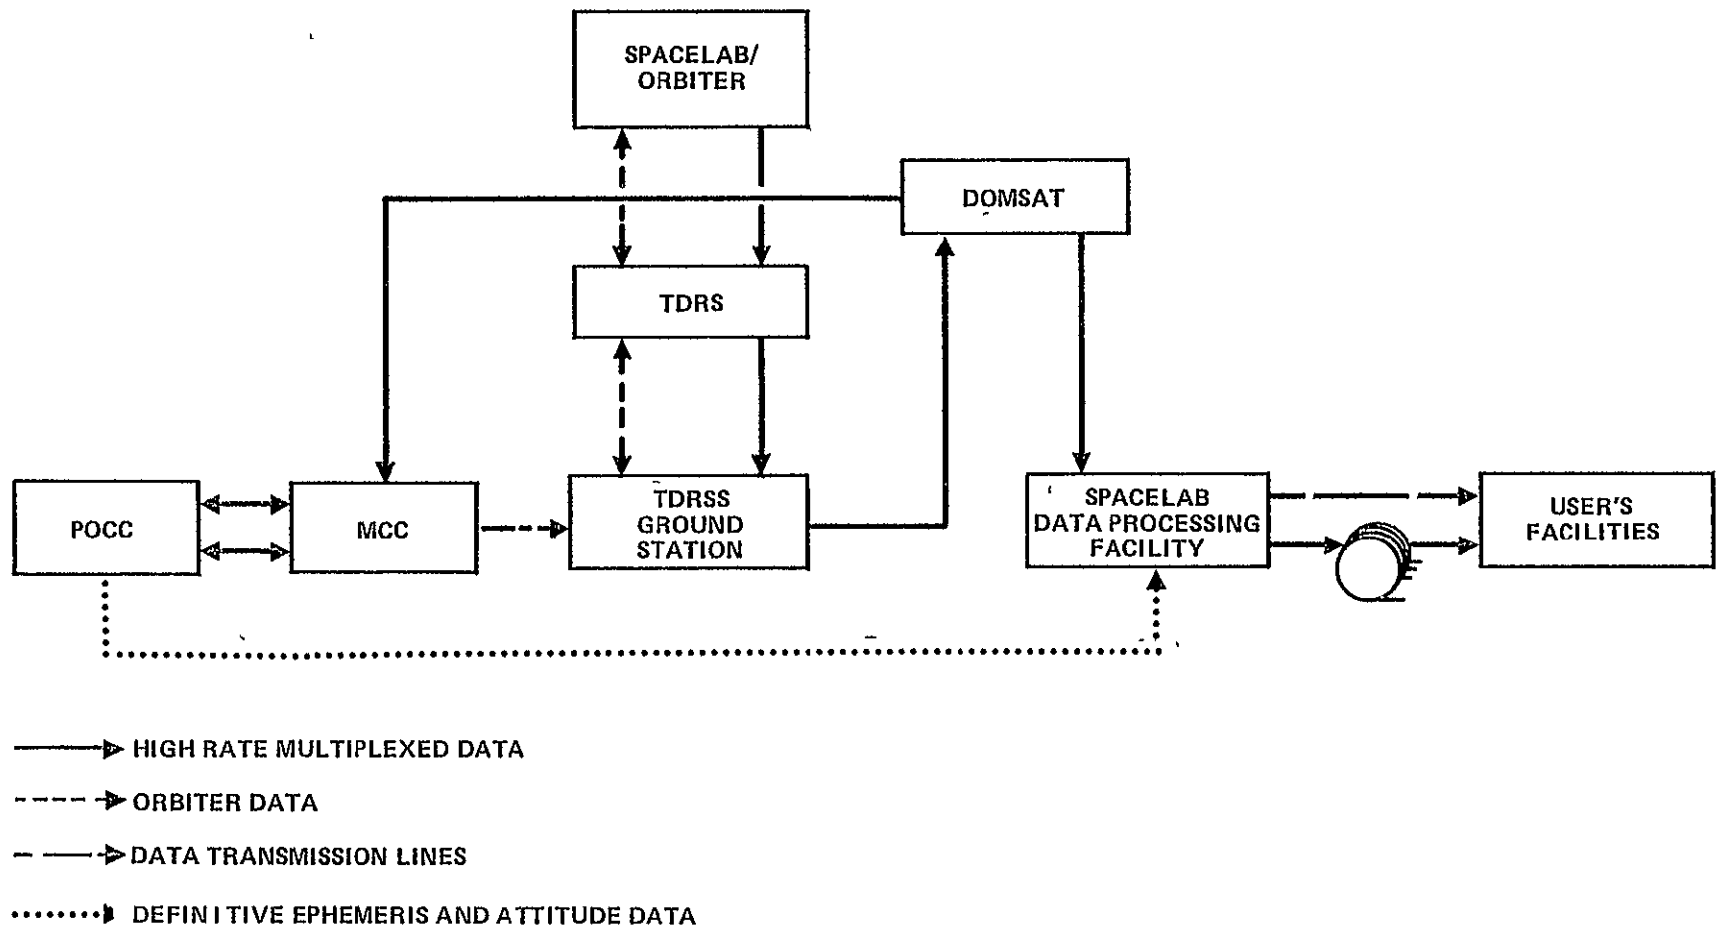 SPACELAB/
ORBITER
DOMSAT
TDRS
POCC
MCC
TDRSS
GROUND
STATION
SPACELAB
DATA PROCESSING
FACILITY
USER'S
FACILITIES
HIGH RATE MULTIPLEXED DATA
ORBITER DATA
DATA TRANSMISSION LINES
DEFINITIVE EPHEMERIS AND ATTITUDE DATA